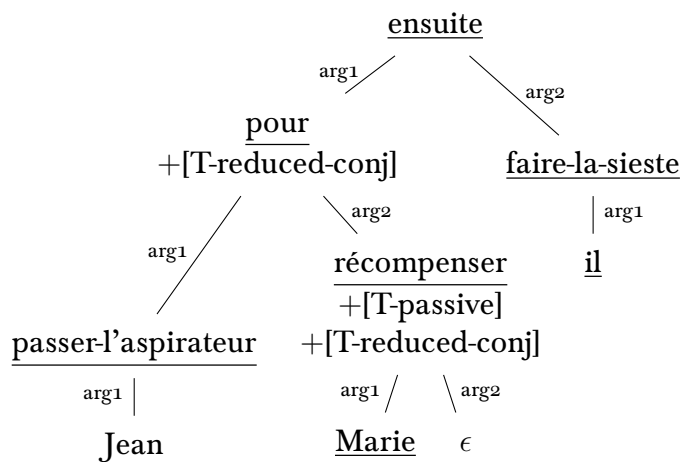 ensuite
arg1 arg2
pour
+[T-reduced-conj] faire-la-sieste
arg1 arg2 arg1
récompenser il
+[T-passive]
passer-l'aspirateur +[T-reduced-conj]
arg1 arg1 arg2
Jean Marie ϵ